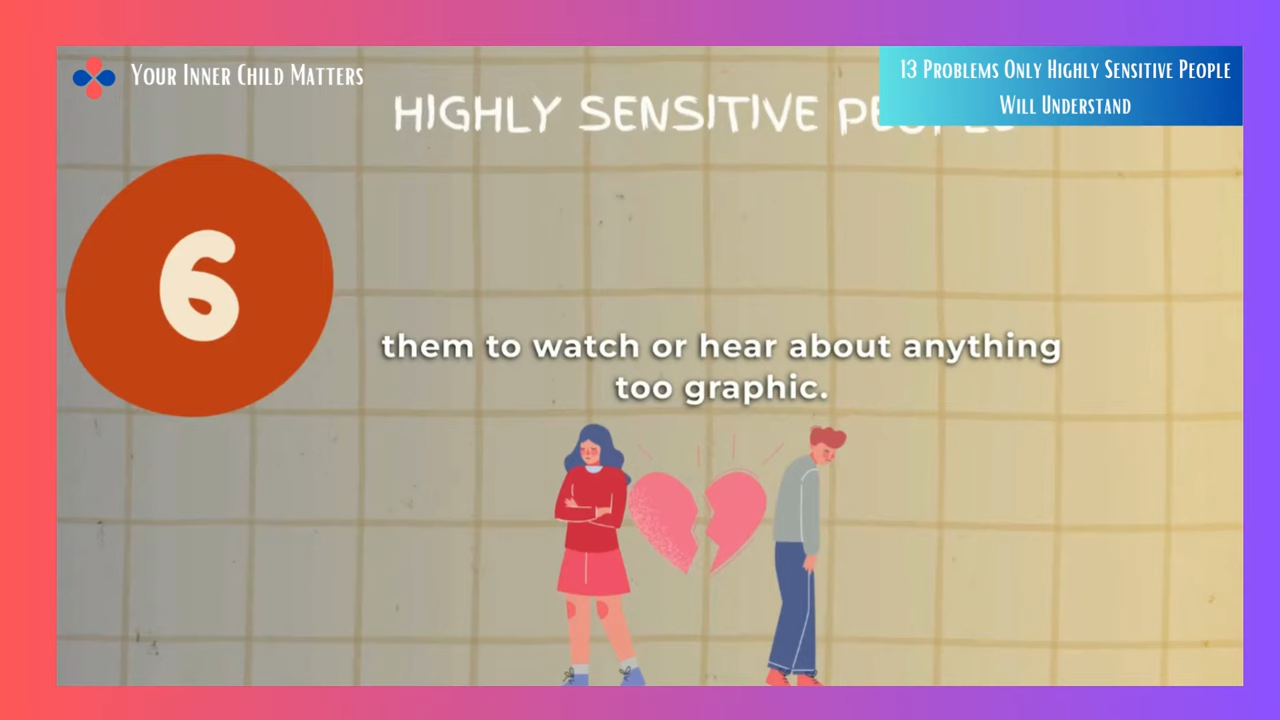 Your Inner Child Matters
13 Problems Only Highly Sensitive People
Will Understand
HIGHLY SENSITIVE PEOPLE
6
them to watch or hear about anything
too graphic.